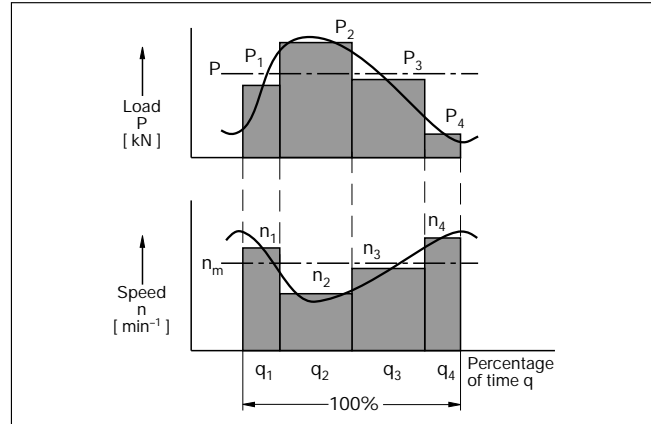 P₂
P₁
P
P₃
Load
P
[ kN ]
P₄
n₁
n₄
n₃
nₘ
n₂
Speed
n
[ min⁻¹ ]
q₁ q₂ q₃ q₄ Percentage
of time q
100%